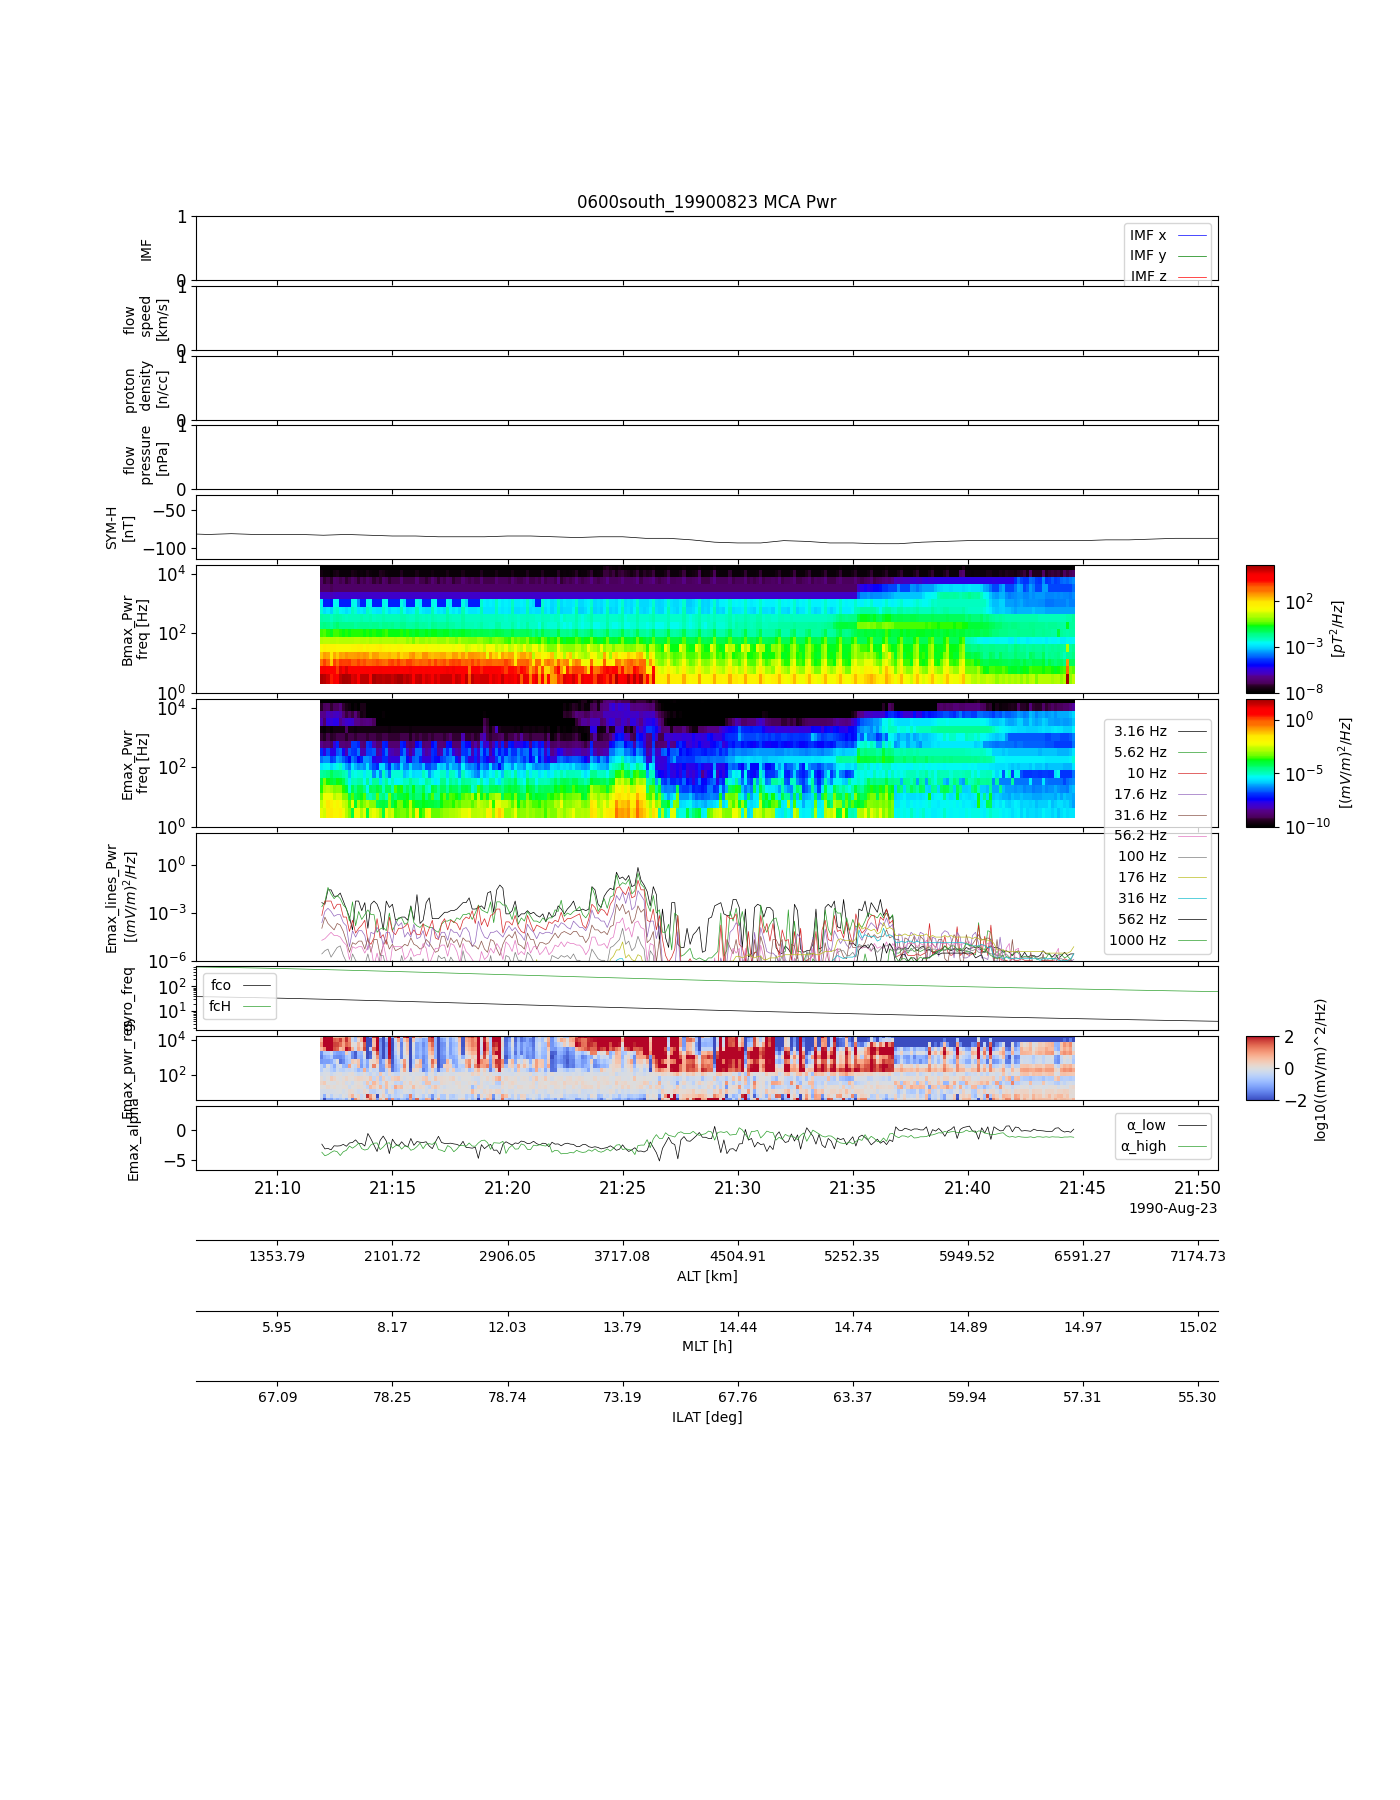 0600south_19900823 MCA Pwr
1
0
IMF
IMF x
IMF y
IMF z
1
0
flow
speed
[km/s]
1
0
proton
density
[n/cc]
1
0
flow
pressure
[nPa]
−50
−100
SYM-H
[nT]
10^4
10^2
10^0
Bmax_Pwr
freq [Hz]
10^2
10^−3
10^−8
[pT^2/Hz]
10^4
10^2
10^0
Emax_Pwr
freq [Hz]
10^0
10^−5
10^−10
[(mV/m)^2/Hz]
3.16 Hz
5.62 Hz
10 Hz
17.6 Hz
31.6 Hz
56.2 Hz
100 Hz
176 Hz
316 Hz
562 Hz
1000 Hz
10^0
10^−3
10^−6
Emax_lines_Pwr
[(mV/m)^2/Hz]
10^2
10^1
gyro_freq
fco
fcH
10^4
10^2
Emax_pwr_res
2
0
−2
log10((mV/m)^2/Hz)
0
−5
Emax_alpha
α_low
α_high
21:10 21:15 21:20 21:25 21:30 21:35 21:40 21:45 21:50
1990-Aug-23
1353.79 2101.72 2906.05 3717.08 4504.91 5252.35 5949.52 6591.27 7174.73
ALT [km]
5.95 8.17 12.03 13.79 14.44 14.74 14.89 14.97 15.02
MLT [h]
67.09 78.25 78.74 73.19 67.76 63.37 59.94 57.31 55.30
ILAT [deg]